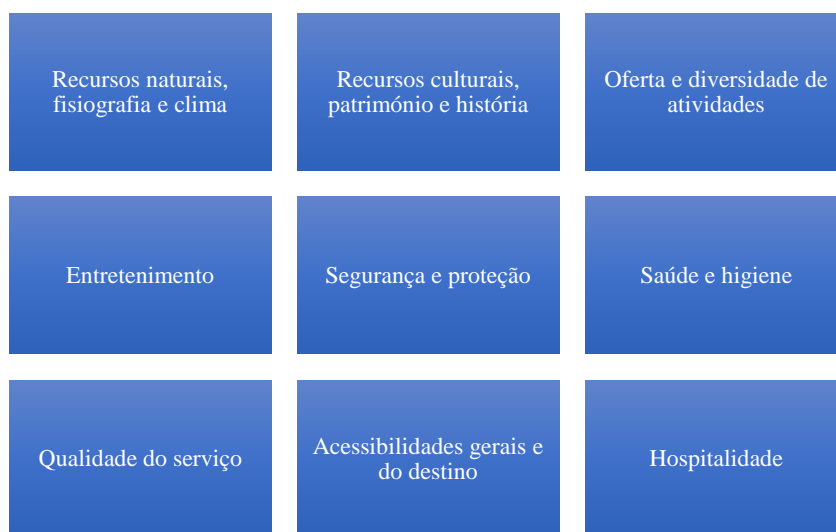 Recursos naturais,
fisiografia e clima
Recursos culturais,
património e história
Oferta e diversidade de
atividades
Entretenimento
Segurança e proteção
Saúde e higiene
Qualidade do serviço
Acessibilidades gerais e
do destino
Hospitalidade